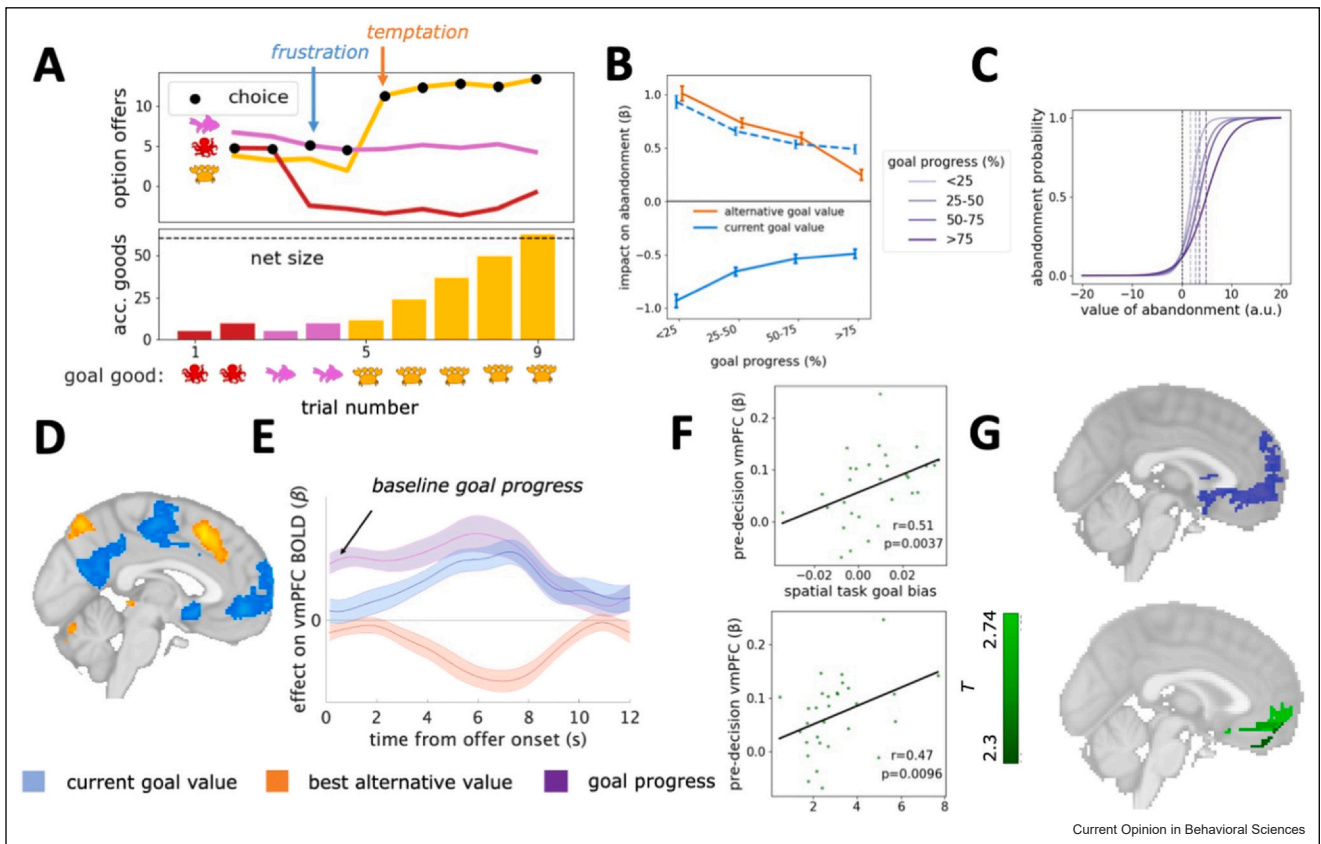 A
frustration
temptation
choice
option offers
10
5
0
net size
acc. goods
50
25
0
1
5
9
goal good:
trial number
B
impact on abandonment (β)
1.0
0.5
0.0
−0.5
−1.0
alternative goal value
current goal value
<25
25-50
50-75
>75
goal progress (%)
C
goal progress (%)
<25
25-50
50-75
>75
abandonment probability
1.0
0.5
0.0
−20
−10
0
10
20
value of abandonment (a.u.)
D
E
baseline goal progress
effect on vmPFC BOLD (β)
0
0
2
4
6
8
10
12
time from offer onset (s)
current goal value
best alternative value
goal progress
F
pre-decision vmPFC (β)
0.2
0.1
0.0
r=0.51
p=0.0037
−0.02
0.00
0.02
spatial task goal bias
pre-decision vmPFC (β)
0.2
0.1
0.0
r=0.47
p=0.0096
2
4
6
8
G
2.74
T
2.3
Current Opinion in Behavioral Sciences